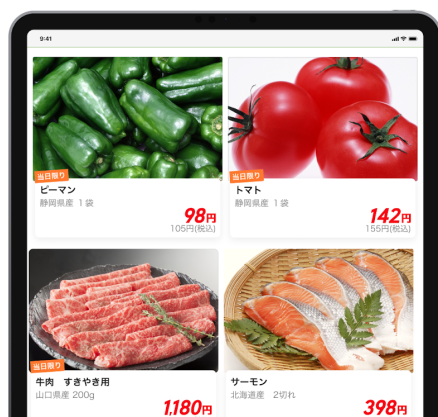 9:41
当日限り
ピーマン
静岡県産 1袋
98円
105円(税込)
当日限り
トマト
静岡県産 1袋
142円
155円(税込)
当日限り
牛肉 すきやき用
山口県産 200g
1,180円
サーモン
北海道産 2切れ
398円